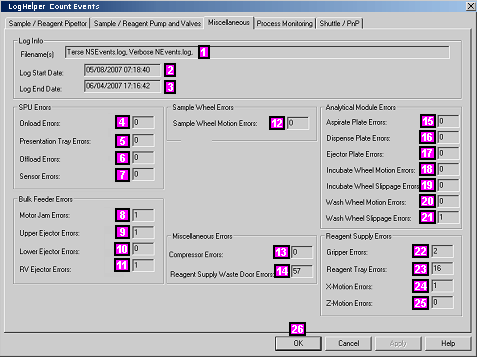 LogHelper Count Events
Sample / Reagent Pipettor
Sample / Reagent Pump and Valves
Miscellaneous
Process Monitoring
Shuttle / PnP
Log Info
Filename(s) Terse NSEvents.log, Verbose NEvents.log, 1
Log Start Date: 05/08/2007 07:18:40 2
Log End Date: 06/04/2007 17:16:42 3
SPU Errors
Onload Errors: 4 0
Presentation Tray Errors: 5 0
Offload Errors: 6 0
Sensor Errors: 7 0
Bulk Feeder Errors
Motor Jam Errors: 8 1
Upper Ejector Errors: 9 1
Lower Ejector Errors: 10 0
RV Ejector Errors: 11 1
Sample Wheel Errors
Sample Wheel Motion Errors: 12 0
Miscellaneous Errors
Compressor Errors: 13 0
Reagent Supply Waste Door Errors: 14 57
Analytical Module Errors
Aspirate Plate Errors: 15 0
Dispense Plate Errors: 16 0
Ejector Plate Errors: 17 0
Incubate Wheel Motion Errors: 18 0
Incubate Wheel Slippage Errors: 19 0
Wash Wheel Motion Errors: 20 0
Wash Wheel Slippage Errors: 21 1
Reagent Supply Errors
Gripper Errors: 22 2
Reagent Tray Errors: 23 16
X-Motion Errors: 24 1
Z-Motion Errors: 25 0
26
OK
Cancel
Apply
Help